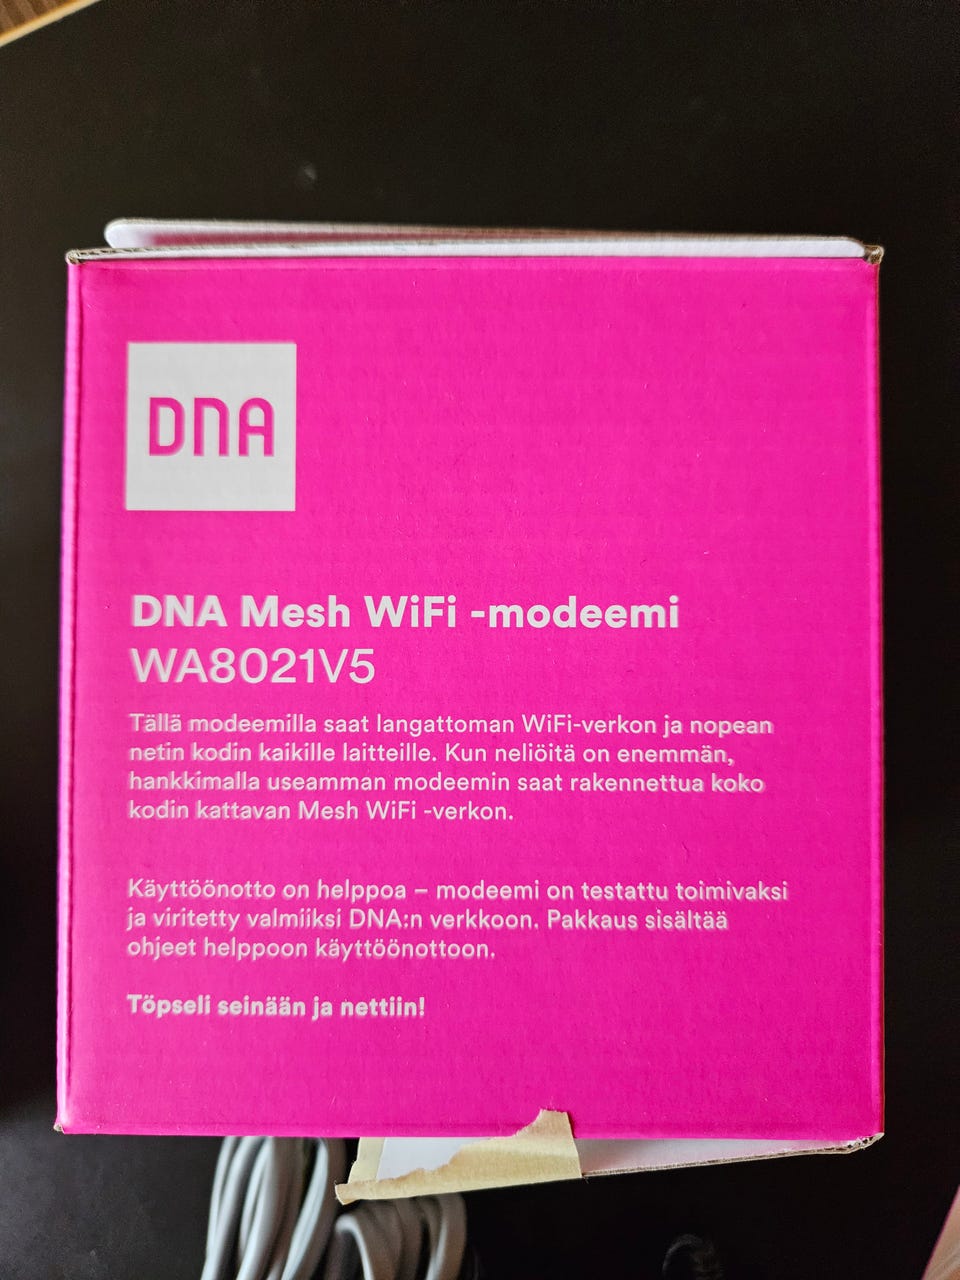 DNA
DNA Mesh WiFi -modeemi
WA8021V5
Tällä modeemilla saat langattoman WiFi-verkon ja nopean
netin kodin kaikille laitteille. Kun neliöitä on enemmän,
hankkimalla useamman modeemin saat rakennettua koko
kodin kattavan Mesh WiFi -verkon.
Käyttöönotto on helppoa – modeemi on testattu toimivaksi
ja viritetty valmiiksi DNA:n verkkoon. Pakkaus sisältää
ohjeet helppoon käyttöönottoon.
Töpseli seinään ja nettiin!